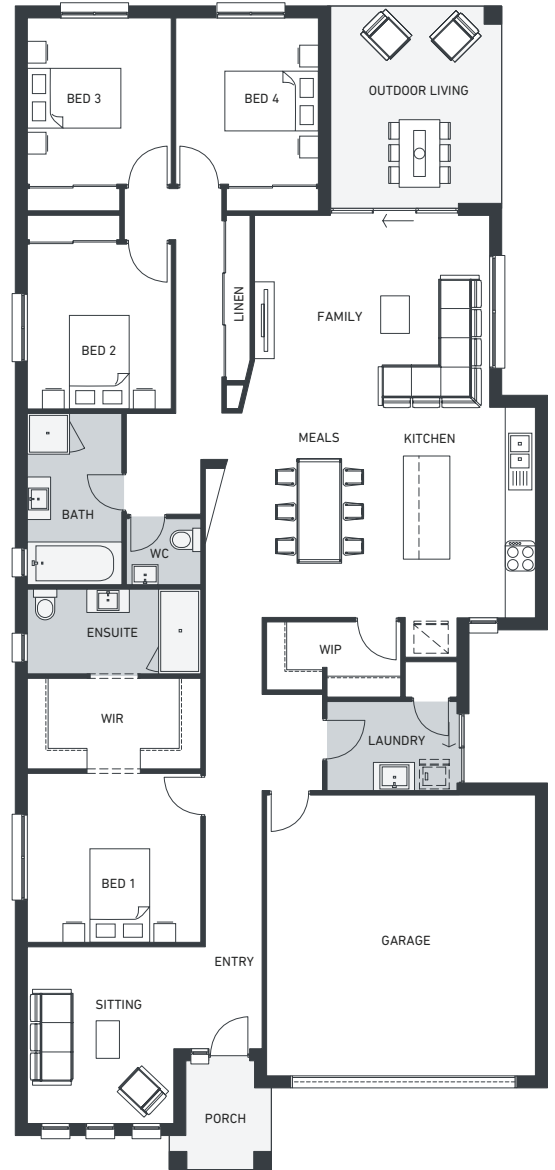 BED 3
BED 4
OUTDOOR LIVING
LINEN
FAMILY
BED 2
MEALS
KITCHEN
BATH
WC
ENSUITE
WIP
WIR
LAUNDRY
BED 1
GARAGE
ENTRY
SITTING
PORCH